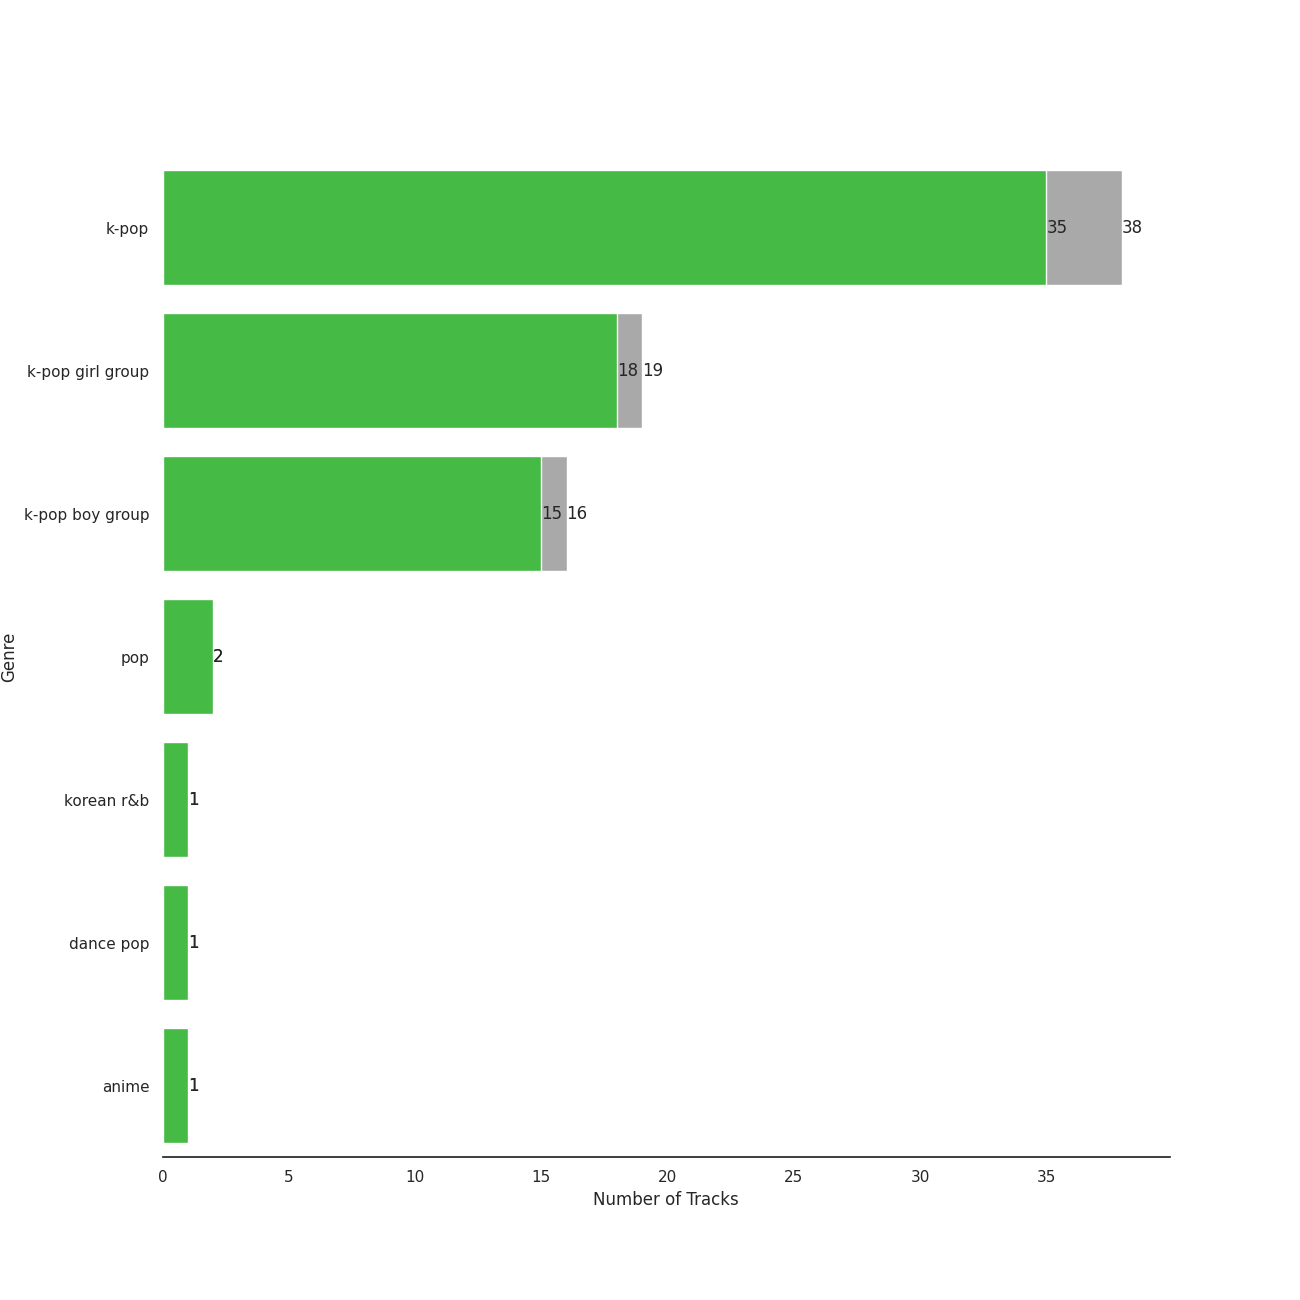 k-pop 35 38
k-pop girl group 18 19
k-pop boy group 15 16
pop 2
korean r&b 1
dance pop 1
anime 1
Genre
0 5 10 15 20 25 30 35
Number of Tracks